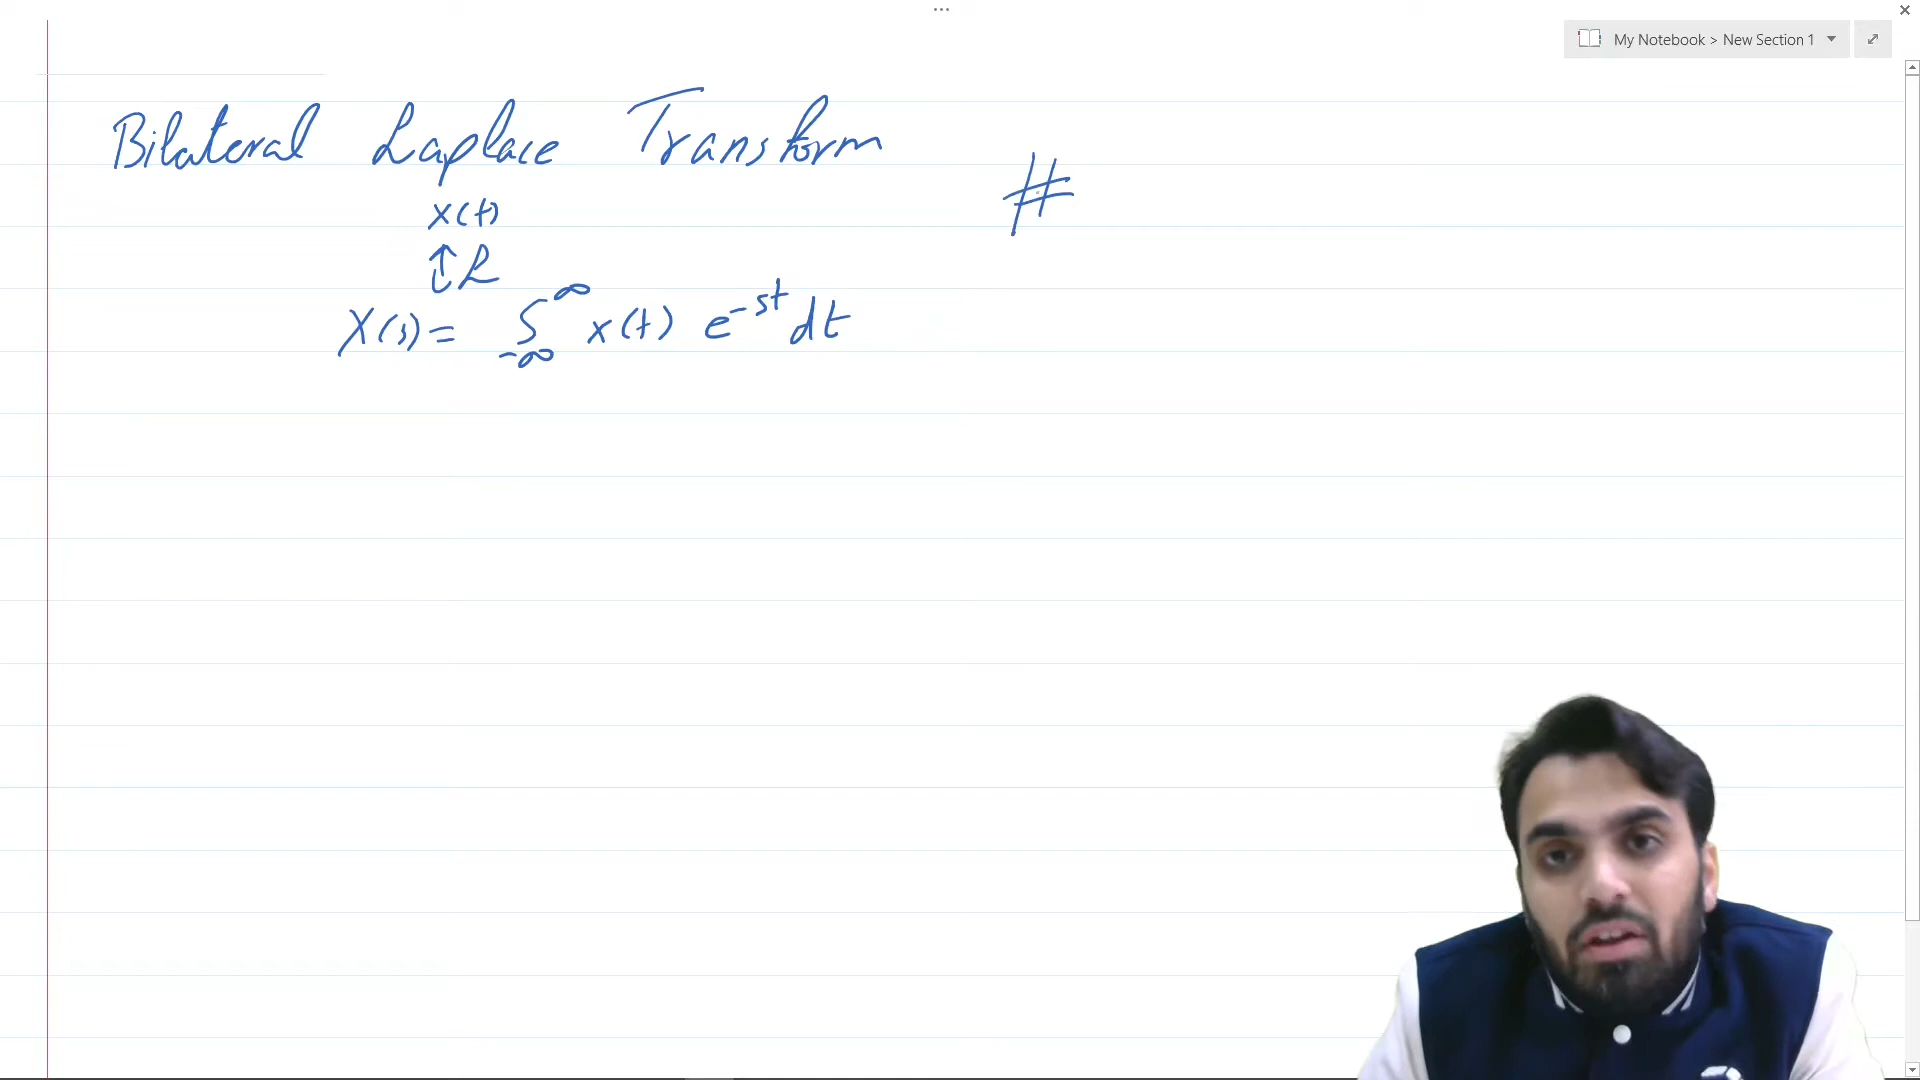 My Notebook > New Section 1
Bilateral Laplace Transform
#
x(t)
↕ℒ
X(s) = ∫_{-∞}^{∞} x(t) e^{-st} dt